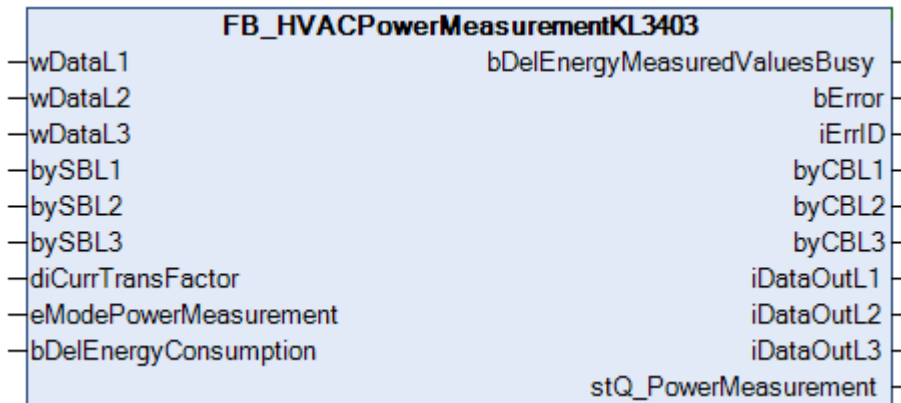 FB_HVACPowerMeasurementKL3403
wDataL1 bDelEnergyMeasuredValuesBusy
wDataL2 bError
wDataL3 iErrID
bySBL1 byCBL1
bySBL2 byCBL2
bySBL3 byCBL3
diCurrTransFactor iDataOutL1
eModePowerMeasurement iDataOutL2
bDelEnergyConsumption iDataOutL3
stQ_PowerMeasurement